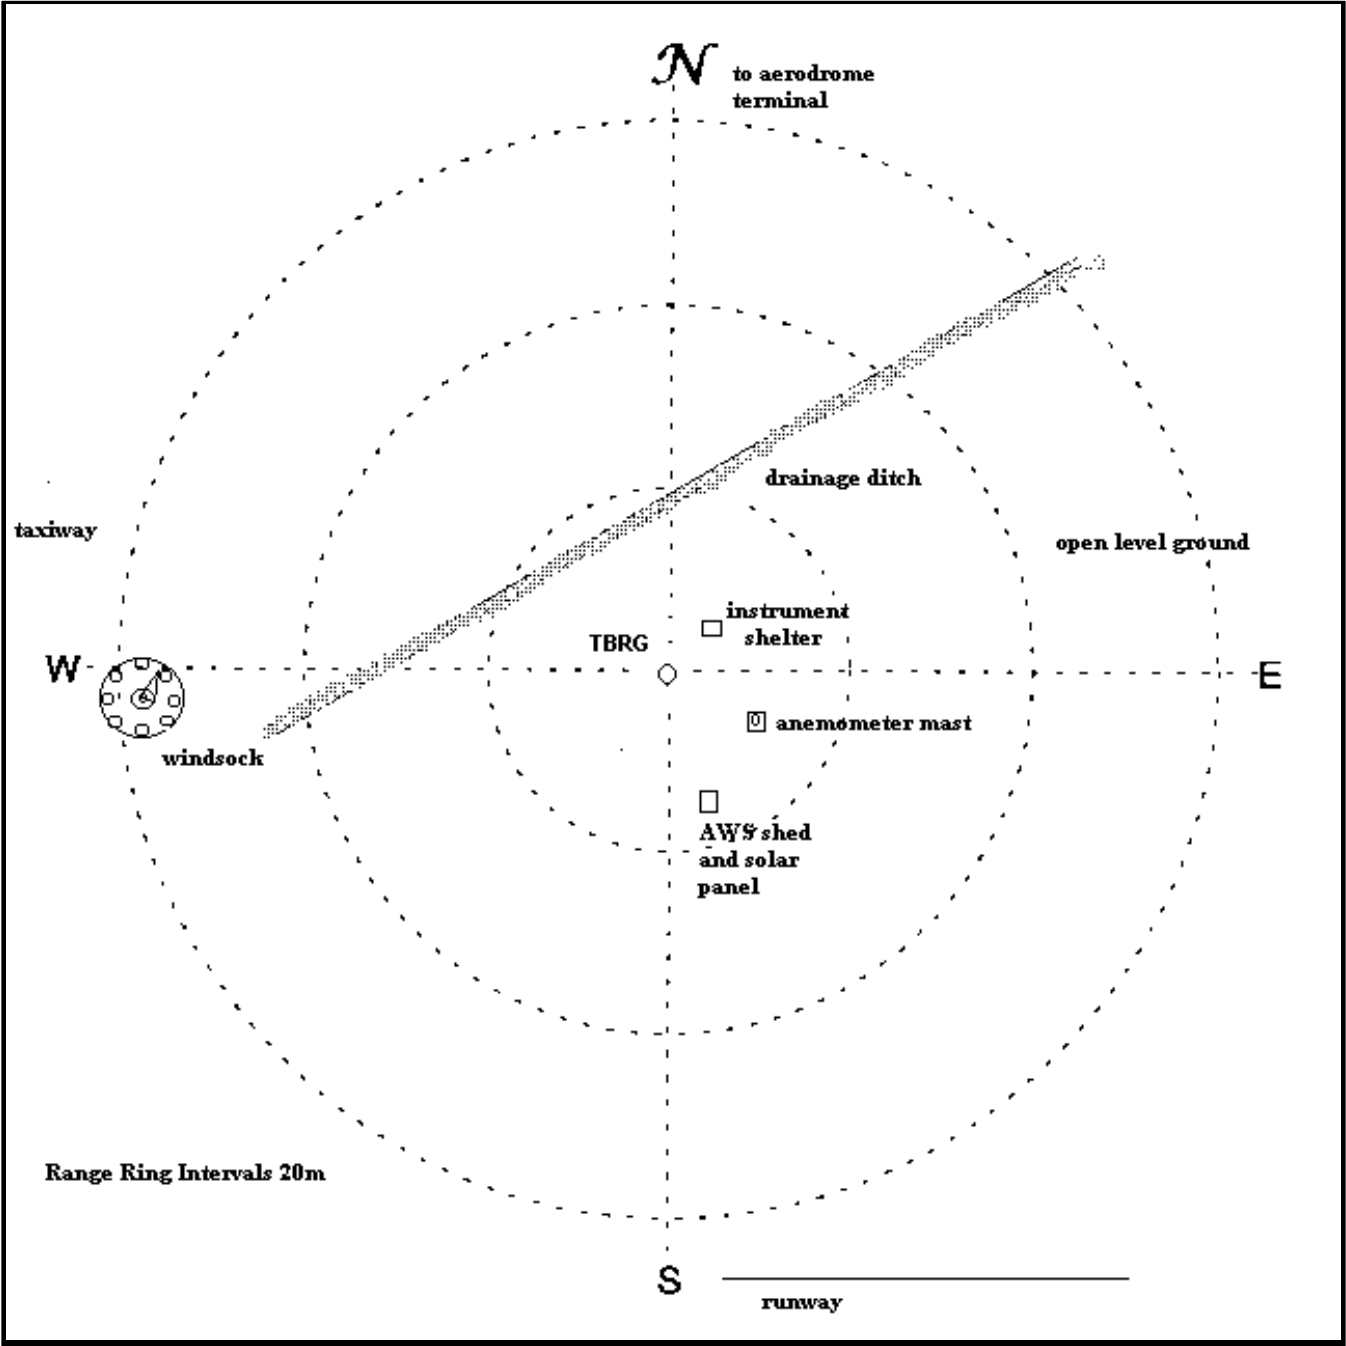 N
to aerodrome
terminal
drainage ditch
taxiway
open level ground
instrument
shelter
TBRG
W
E
anemometer mast
windsock
AWS shed
and solar
panel
Range Ring Intervals 20m
S
runway